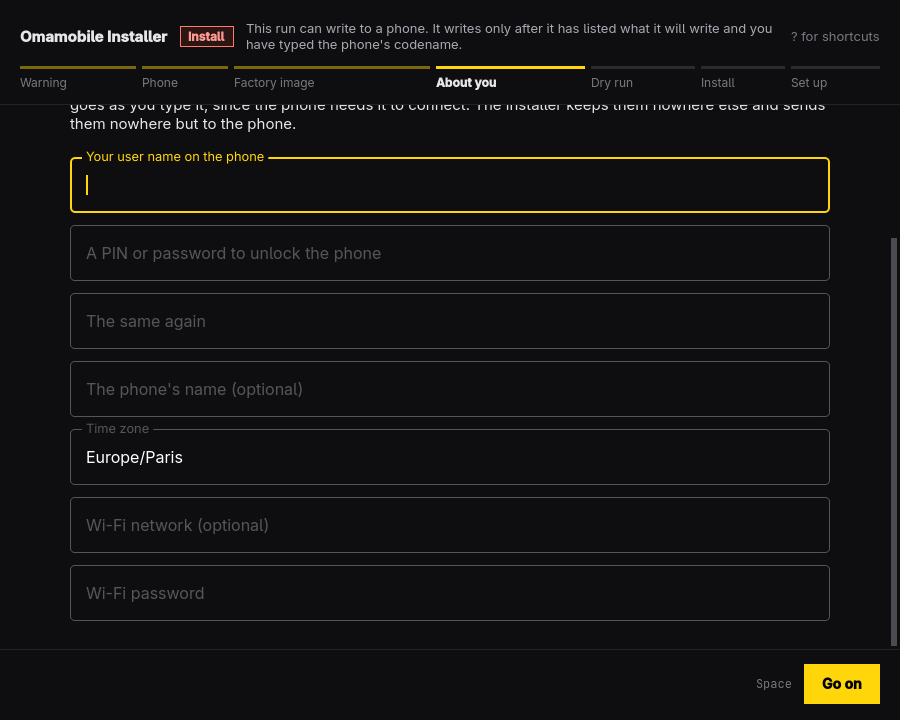 Omamobile Installer
Install
This run can write to a phone. It writes only after it has listed what it will write and you
have typed the phone's codename.
? for shortcuts
Warning
Phone
Factory image
About you
Dry run
Install
Set up
goes as you type it, since the phone needs it to connect. The installer keeps them nowhere else and sends
them nowhere but to the phone.
Your user name on the phone
A PIN or password to unlock the phone
The same again
The phone's name (optional)
Time zone
Europe/Paris
Wi-Fi network (optional)
Wi-Fi password
Space
Go on